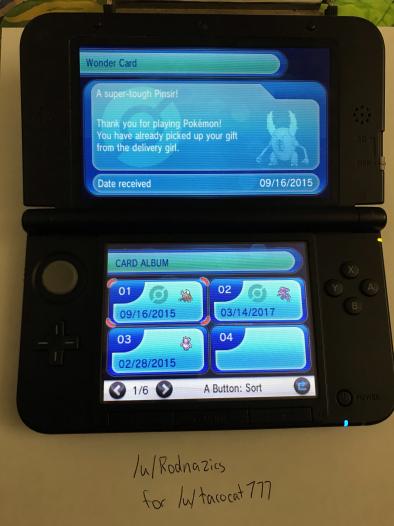 Wonder Card
A super-tough Pinsir!
Thank you for playing Pokémon!
You have already picked up your gift
from the delivery girl.
Date received 09/16/2015
CARD ALBUM
01
09/16/2015
02
03/14/2017
03
02/28/2015
04
1/6
A Button: Sort
X
Y
A
B
POWER
/u/Rodnazics
for /u/tacocat777